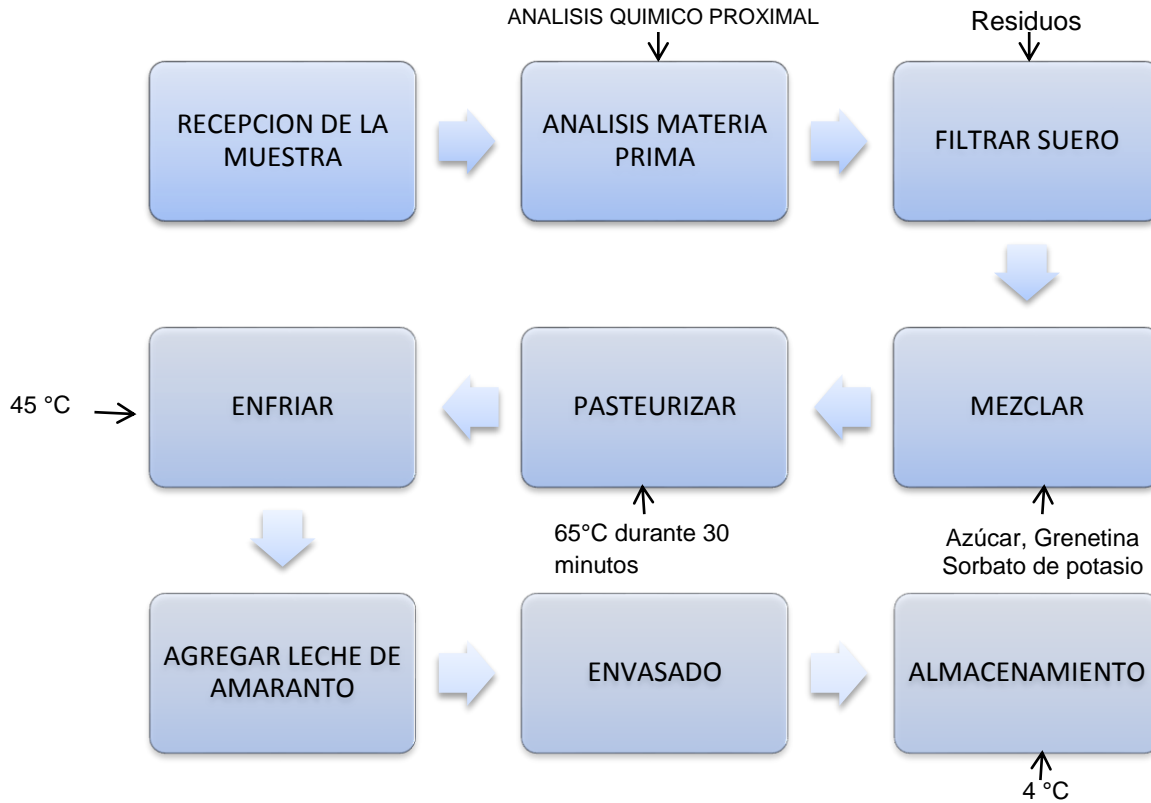 ANALISIS QUIMICO PROXIMAL
Residuos
RECEPCION DE LA
MUESTRA
ANALISIS MATERIA
PRIMA
FILTRAR SUERO
45 °C
ENFRIAR
PASTEURIZAR
MEZCLAR
65°C durante 30
minutos
Azúcar, Grenetina
Sorbato de potasio
AGREGAR LECHE DE
AMARANTO
ENVASADO
ALMACENAMIENTO
4 °C